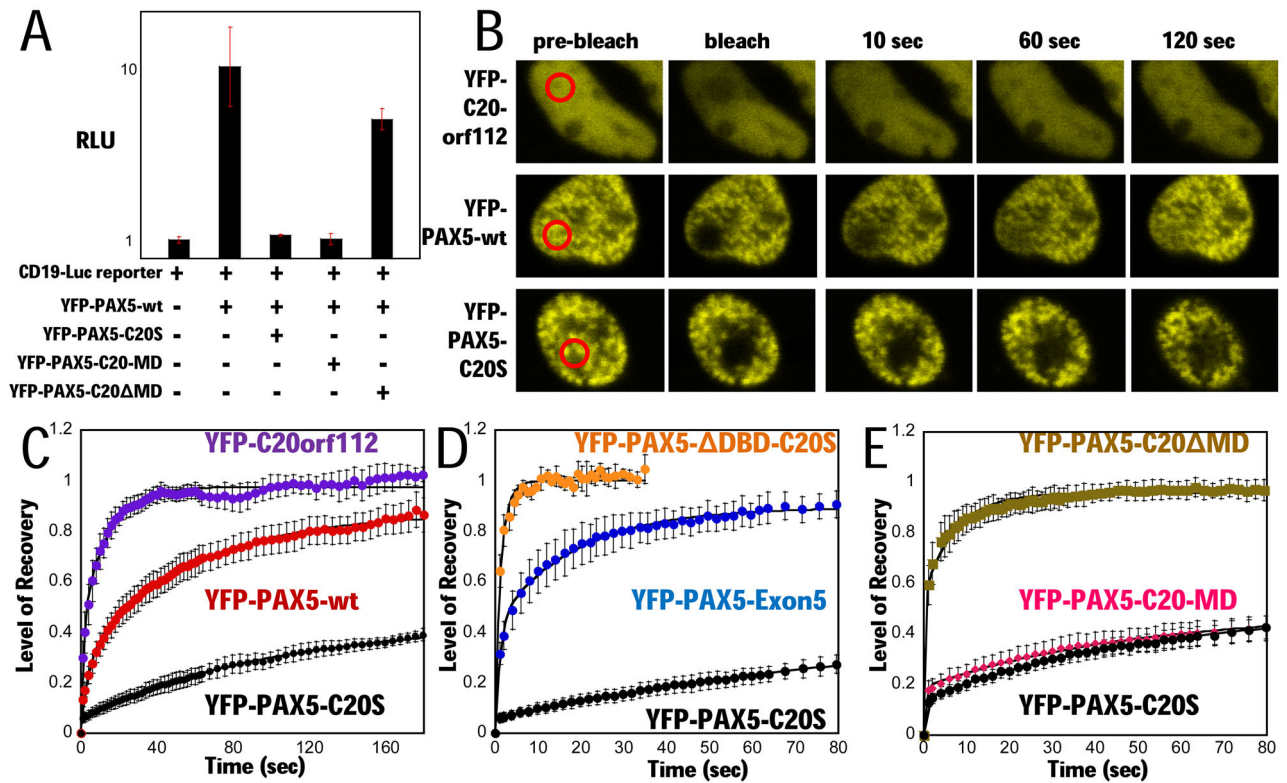 A
10
RLU
1
CD19-Luc reporter + + + + +
YFP-PAX5-wt - + + + +
YFP-PAX5-C20S - - + - -
YFP-PAX5-C20-MD - - - + -
YFP-PAX5-C20ΔMD - - - - +
B
pre-bleach bleach 10 sec 60 sec 120 sec
YFP-
C20-
orf112
YFP-
PAX5-wt
YFP-
PAX5-
C20S
C
1.2
1
0.8
0.6
0.4
0.2
0
Level of Recovery
YFP-C20orf112
YFP-PAX5-wt
YFP-PAX5-C20S
0 40 80 120 160
Time (sec)
D
1.2
1
0.8
0.6
0.4
0.2
0
Level of Recovery
YFP-PAX5-ΔDBD-C20S
YFP-PAX5-Exon5
YFP-PAX5-C20S
0 10 20 30 40 50 60 70 80
Time (sec)
E
1.2
1
0.8
0.6
0.4
0.2
0
Level of Recovery
YFP-PAX5-C20ΔMD
YFP-PAX5-C20-MD
YFP-PAX5-C20S
0 10 20 30 40 50 60 70 80
Time (sec)